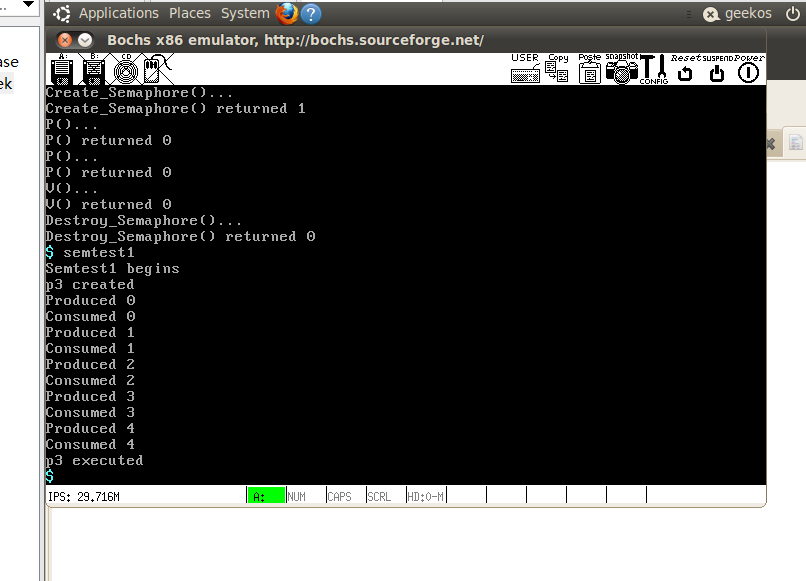 Applications Places System
geekos
ase
ek
Bochs x86 emulator, http://bochs.sourceforge.net/
A: B: CD USER Copy Paste snapshot CONFIG Reset SUSPEND Power
Create_Semaphore()...
Create_Semaphore() returned 1
P()...
P() returned 0
P()...
P() returned 0
V()...
V() returned 0
Destroy_Semaphore()...
Destroy_Semaphore() returned 0
$ semtest1
Semtest1 begins
p3 created
Produced 0
Consumed 0
Produced 1
Consumed 1
Produced 2
Consumed 2
Produced 3
Consumed 3
Produced 4
Consumed 4
p3 executed
$
IPS: 29.716M A: NUM CAPS SCRL HD:0-M